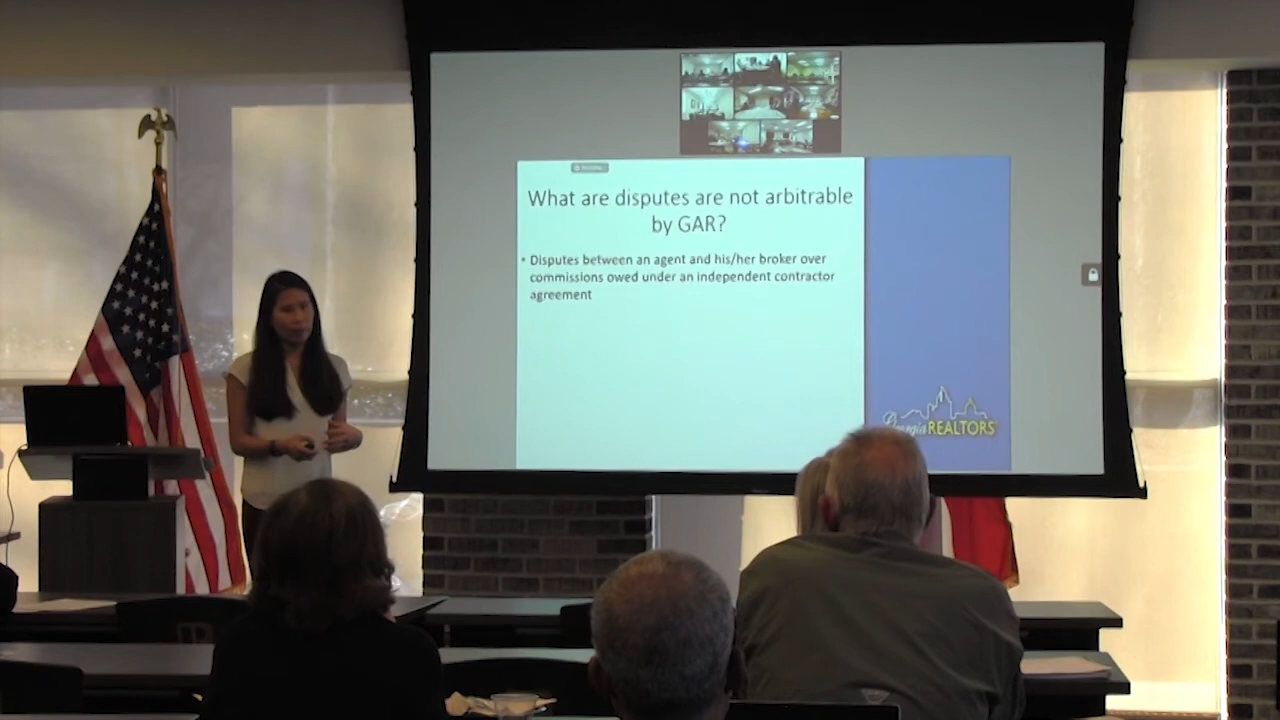 What are disputes are not arbitrable
by GAR?
• Disputes between an agent and his/her broker over
commissions owed under an independent contractor
agreement
Georgia REALTORS